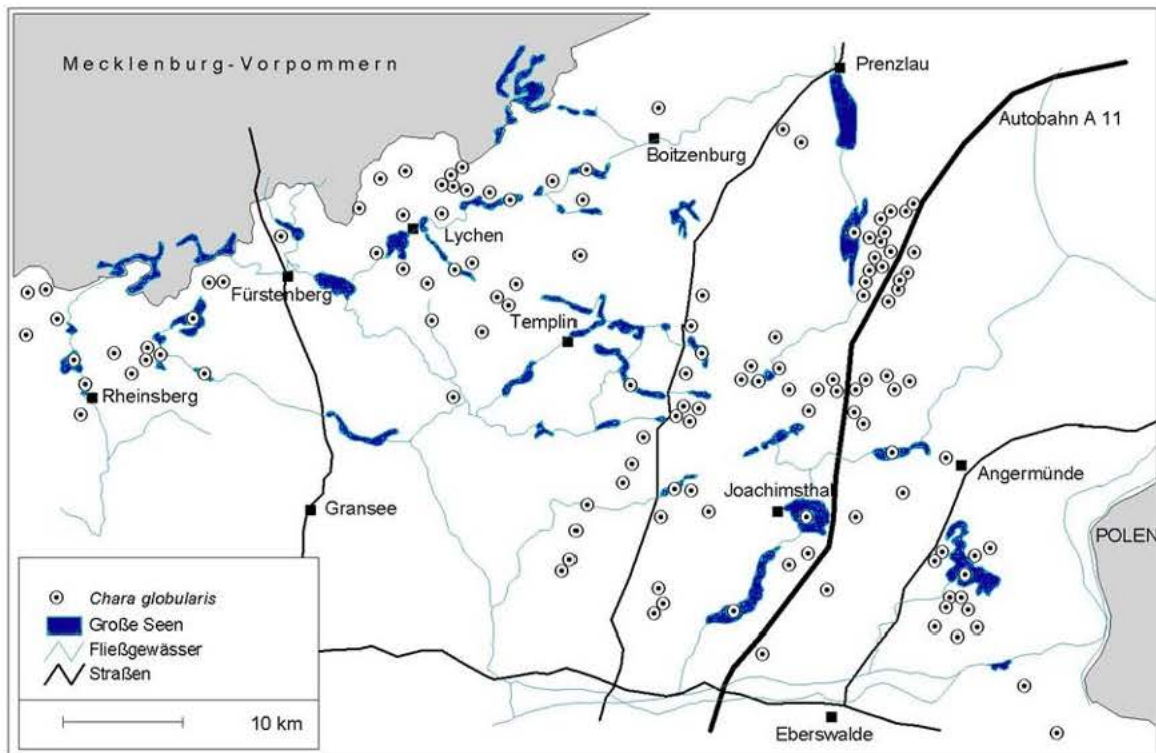 Mecklenburg-Vorpommern
Prenzlau
Autobahn A 11
Boitzenburg
Lychen
Fürstenberg
Templin
Rheinsberg
Angermünde
Joachimsthal
Gransee
POLEN
Chara globularis
Große Seen
Fließgewässer
Straßen
10 km
Eberswalde